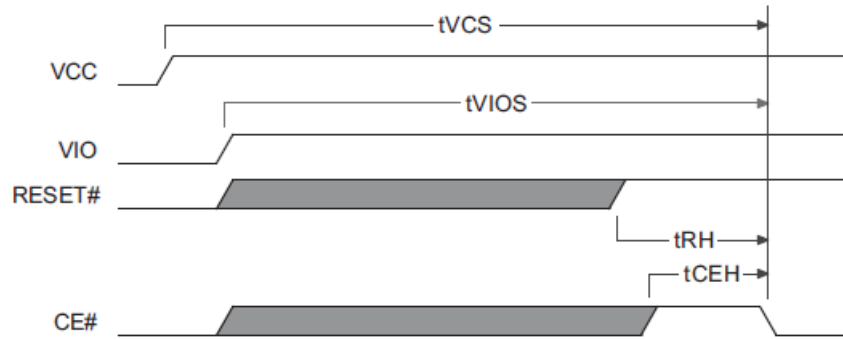 tVCS
VCC
tVIOS
VIO
RESET#
tRH
tCEH
CE#